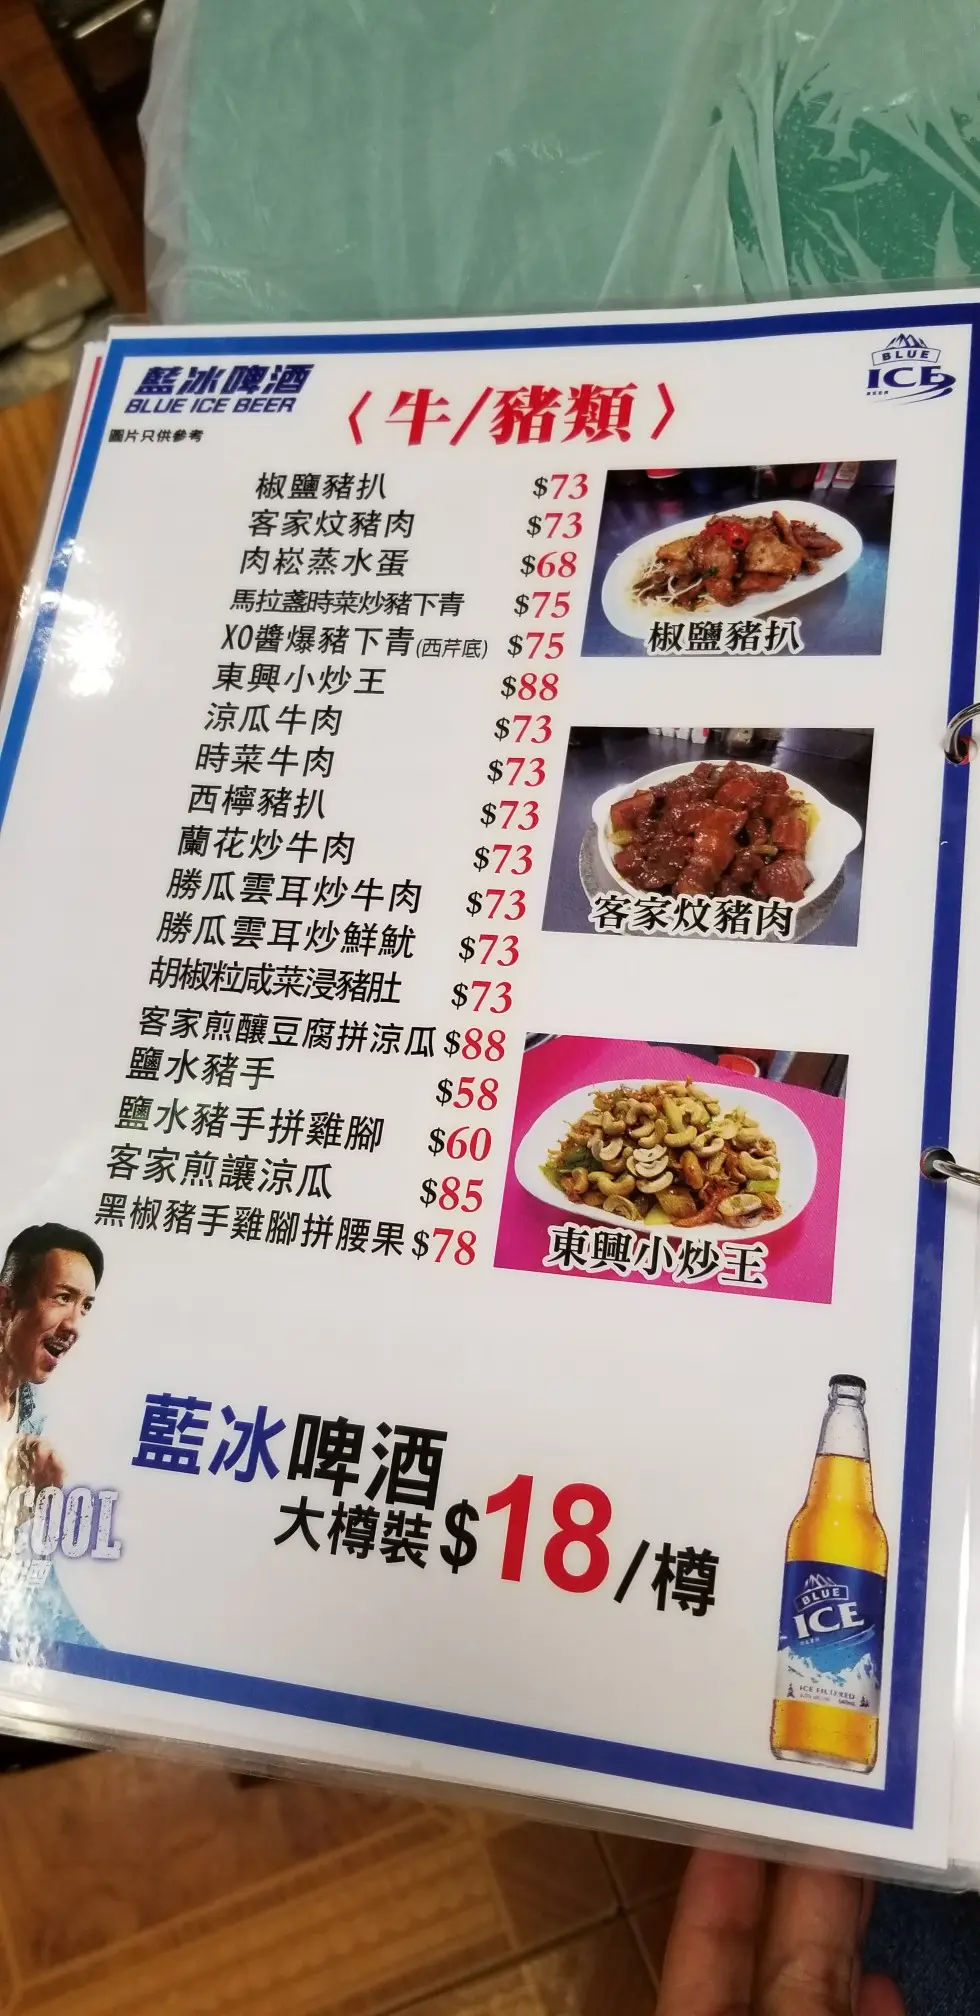 藍冰啤酒
BLUE ICE BEER
圖片只供參考
〈牛/豬類〉
BLUE
ICE
BEER
椒鹽豬扒 $73
客家炆豬肉 $73
肉崧蒸水蛋 $68
馬拉盞時菜炒豬下青 $75
XO醬爆豬下青(西芹底) $75
東興小炒王 $88
涼瓜牛肉 $73
時菜牛肉 $73
西檸豬扒 $73
蘭花炒牛肉 $73
勝瓜雲耳炒牛肉 $73
勝瓜雲耳炒鮮魷 $73
胡椒粒咸菜浸豬肚 $73
客家煎釀豆腐拼涼瓜 $88
鹽水豬手 $58
鹽水豬手拼雞腳 $60
客家煎讓涼瓜 $85
黑椒豬手雞腳拼腰果 $78
椒鹽豬扒
客家炆豬肉
東興小炒王
COOL
酒
藍冰啤酒
大樽裝$18/樽
BLUE
ICE
BEER
ICE FILTERED